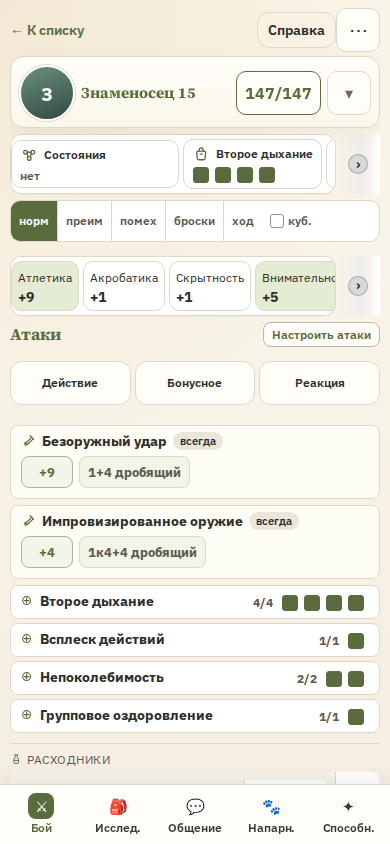 ← К списку
Справка
...
З
Знаменосец 15
147/147
▼
Состояния
нет
Второе дыхание
норм преим помех броски ход куб.
Атлетика
+9
Акробатика
+1
Скрытность
+1
Внимательно
+5
Атаки
Настроить атаки
Действие
Бонусное
Реакция
Безоружный удар всегда
+9 1+4 дробящий
Импровизированное оружие всегда
+4 1к4+4 дробящий
Второе дыхание 4/4
Всплеск действий 1/1
Непоколебимость 2/2
Групповое оздоровление 1/1
РАСХОДНИКИ
Бой
Исслед.
Общение
Напарн.
Способн.